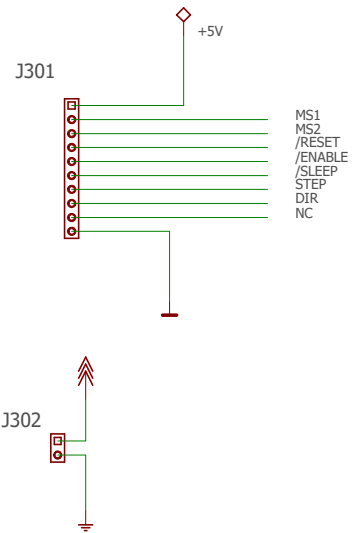 +5V
J301
MS1
MS2
/RESET
/ENABLE
/SLEEP
STEP
DIR
NC
J302